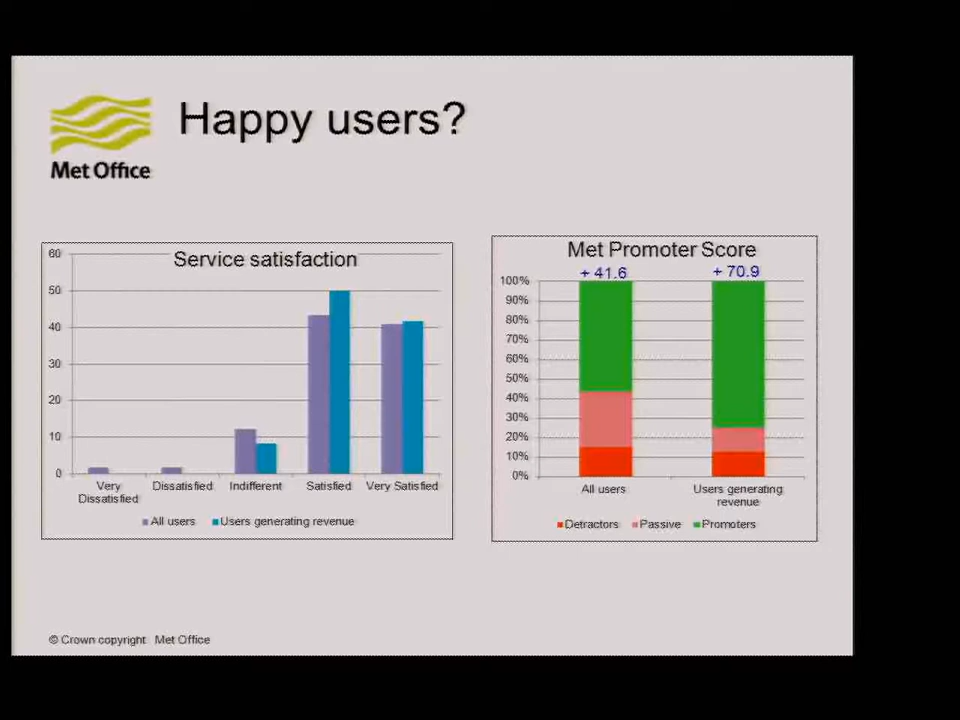 Happy users?
Met Office
Service satisfaction
60
50
40
30
20
10
0
Very Dissatisfied
Dissatisfied
Indifferent
Satisfied
Very Satisfied
All users
Users generating revenue
Met Promoter Score
+ 41.6
+ 70.9
100%
90%
80%
70%
60%
50%
40%
30%
20%
10%
0%
All users
Users generating
revenue
Detractors
Passive
Promoters
© Crown copyright Met Office